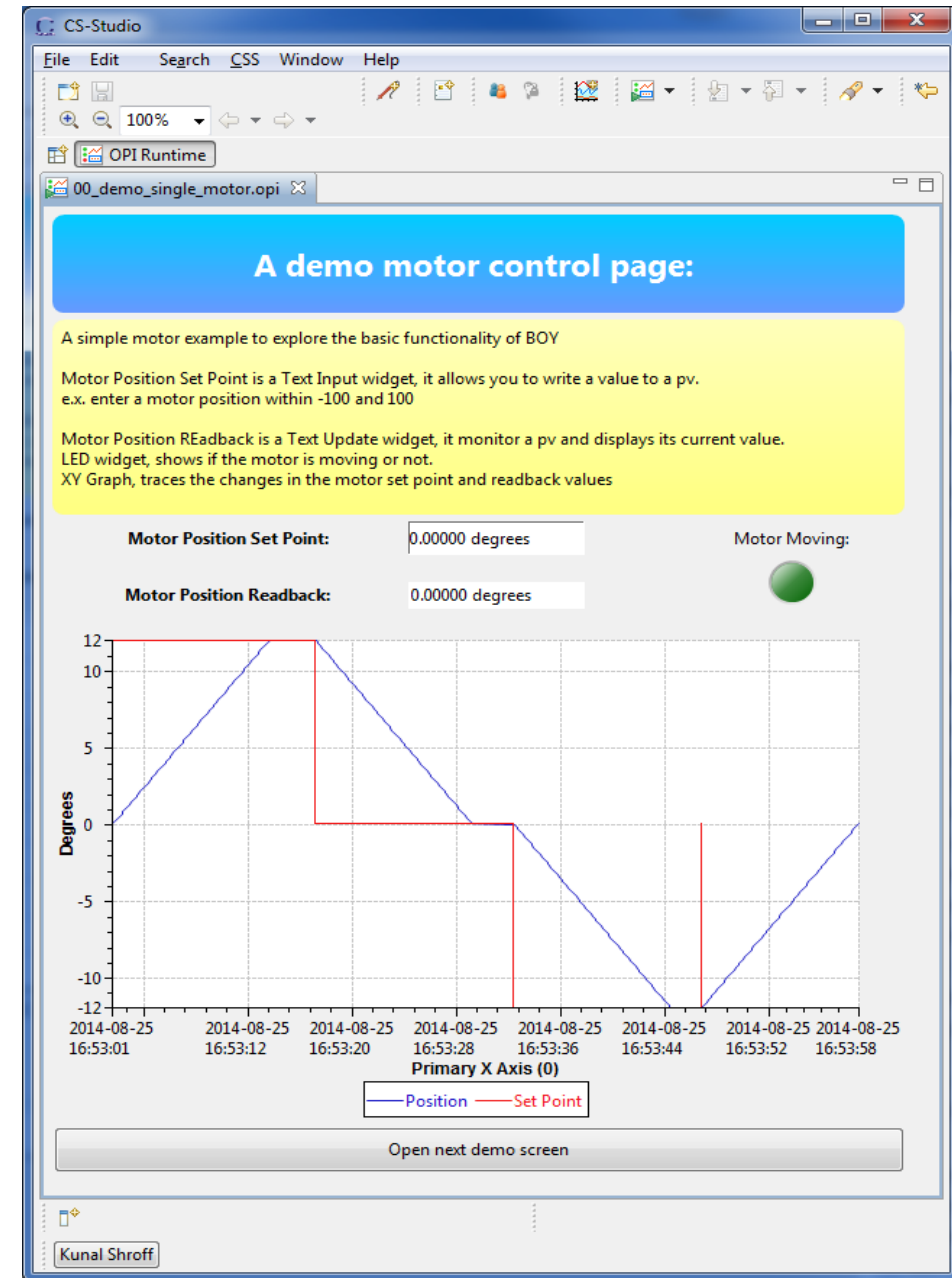 CS-Studio
File Edit Search CSS Window Help
100%
OPI Runtime
00_demo_single_motor.opi
A demo motor control page:
A simple motor example to explore the basic functionality of BOY
Motor Position Set Point is a Text Input widget, it allows you to write a value to a pv.
e.x. enter a motor position within -100 and 100
Motor Position REadback is a Text Update widget, it monitor a pv and displays its current value.
LED widget, shows if the motor is moving or not.
XY Graph, traces the changes in the motor set point and readback values
Motor Position Set Point: 0.00000 degrees Motor Moving:
Motor Position Readback: 0.00000 degrees
12
10
5
0
-5
-10
-12
Degrees
2014-08-25 2014-08-25 2014-08-25 2014-08-25 2014-08-25 2014-08-25 2014-08-25 2014-08-25
16:53:01 16:53:12 16:53:20 16:53:28 16:53:36 16:53:44 16:53:52 16:53:58
Primary X Axis (0)
Position Set Point
Open next demo screen
Kunal Shroff